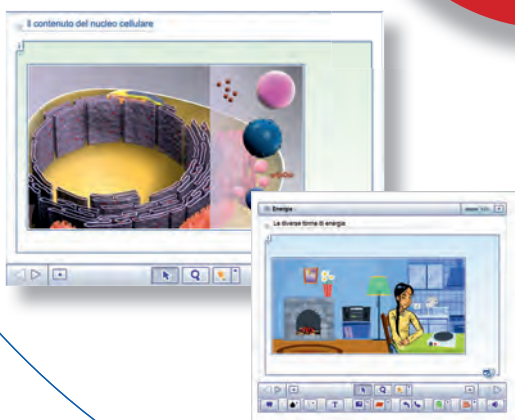 Il contenuto del nucleo cellulare
Energia
Le diverse forme di energia